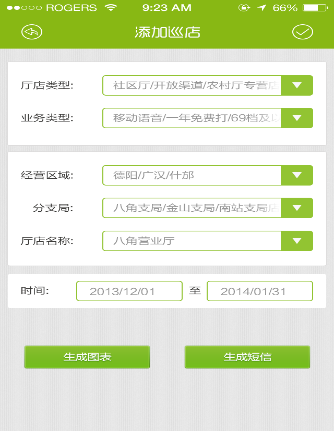 ROGERS 9:23 AM 66%
添加巡店
厅店类型: 社区厅/开放渠道/农村厅专营店
业务类型: 移动语音/一年免费打/69档及以
经营区域: 德阳/广汉/什邡
分支局: 八角支局/金山支局/南站支局店
厅店名称: 八角营业厅
时间: 2013/12/01 至 2014/01/31
生成图表 生成短信